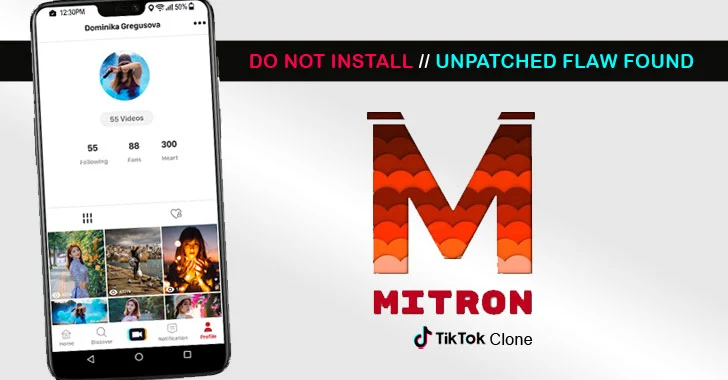 12:30PM 50%
Dominika Gregusova
55 Videos
55 88 300
Following Fans Heart
Home Discover Notification Profile
DO NOT INSTALL // UNPATCHED FLAW FOUND
M
MITRON
TikTok Clone